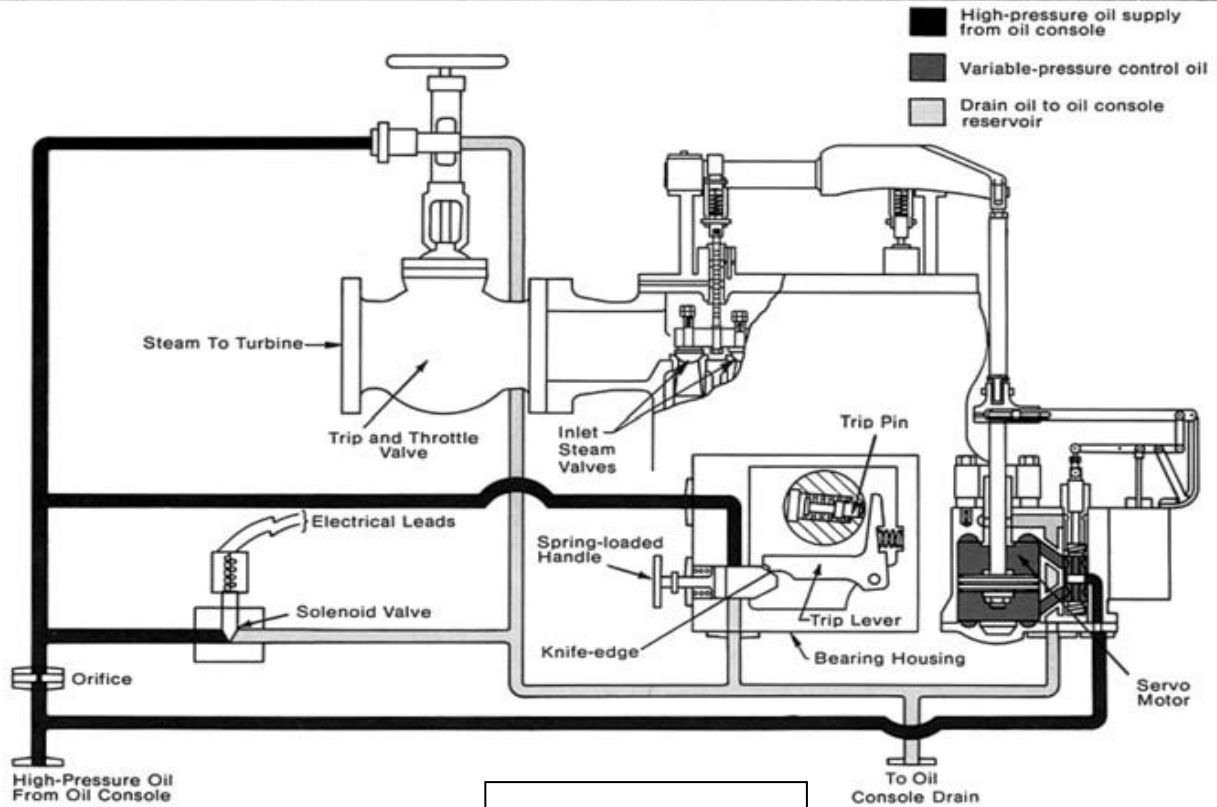 High-pressure oil supply
from oil console
Variable-pressure control oil
Drain oil to oil console
reservoir
Steam To Turbine
Trip and Throttle
Valve
Inlet
Steam
Valves
Trip Pin
Electrical Leads
Spring-loaded
Handle
Solenoid Valve
Trip Lever
Knife-edge
Bearing Housing
Orifice
Servo
Motor
High-Pressure Oil
From Oil Console
To Oil
Console Drain